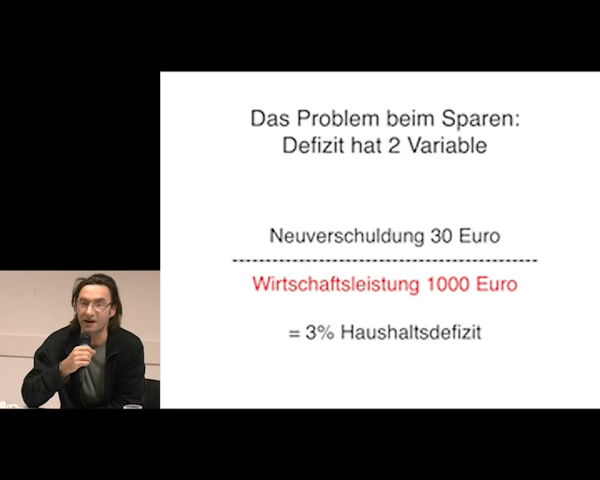 Das Problem beim Sparen:
Defizit hat 2 Variable
Neuverschuldung 30 Euro
-----------------------------------------------
Wirtschaftsleistung 1000 Euro
= 3% Haushaltsdefizit